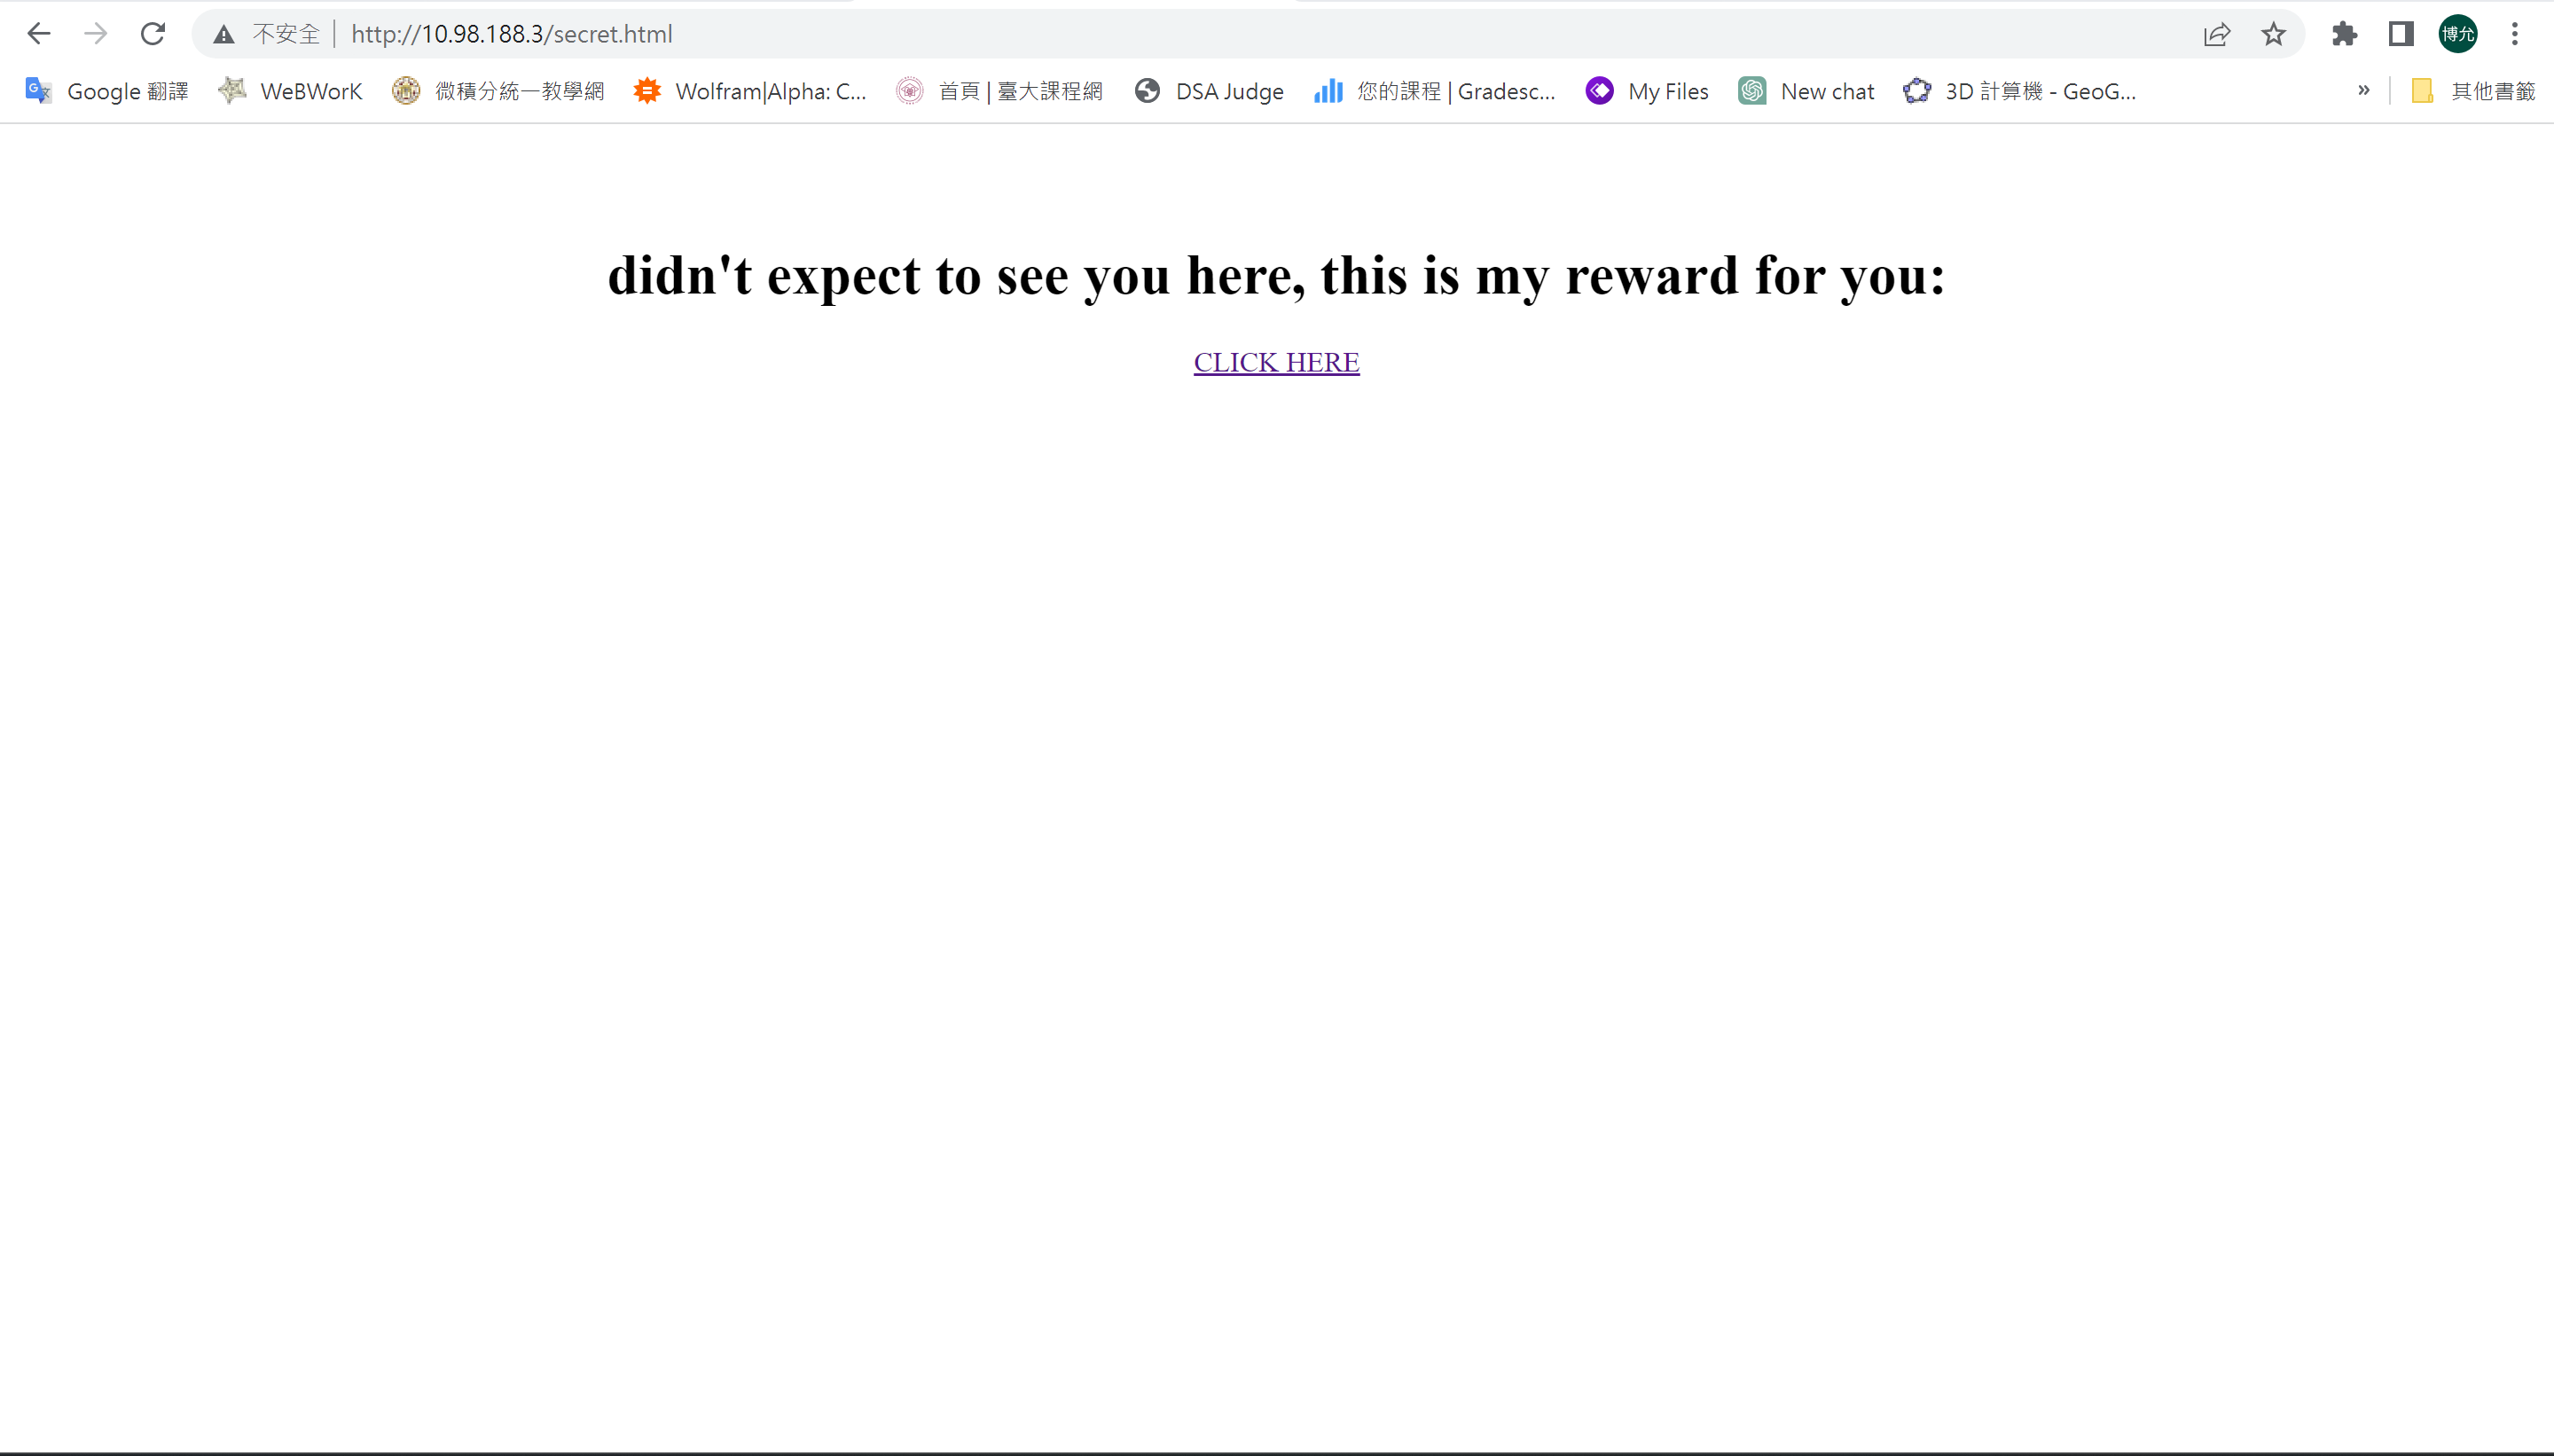 不安全 | http://10.98.188.3/secret.html 博允
Google 翻譯 WeBWorK 微積分統一教學網 Wolfram|Alpha: C... 首頁 | 臺大課程網 DSA Judge 您的課程 | Gradesc... My Files New chat 3D 計算機 - GeoG... » 其他書籤
didn't expect to see you here, this is my reward for you:
CLICK HERE